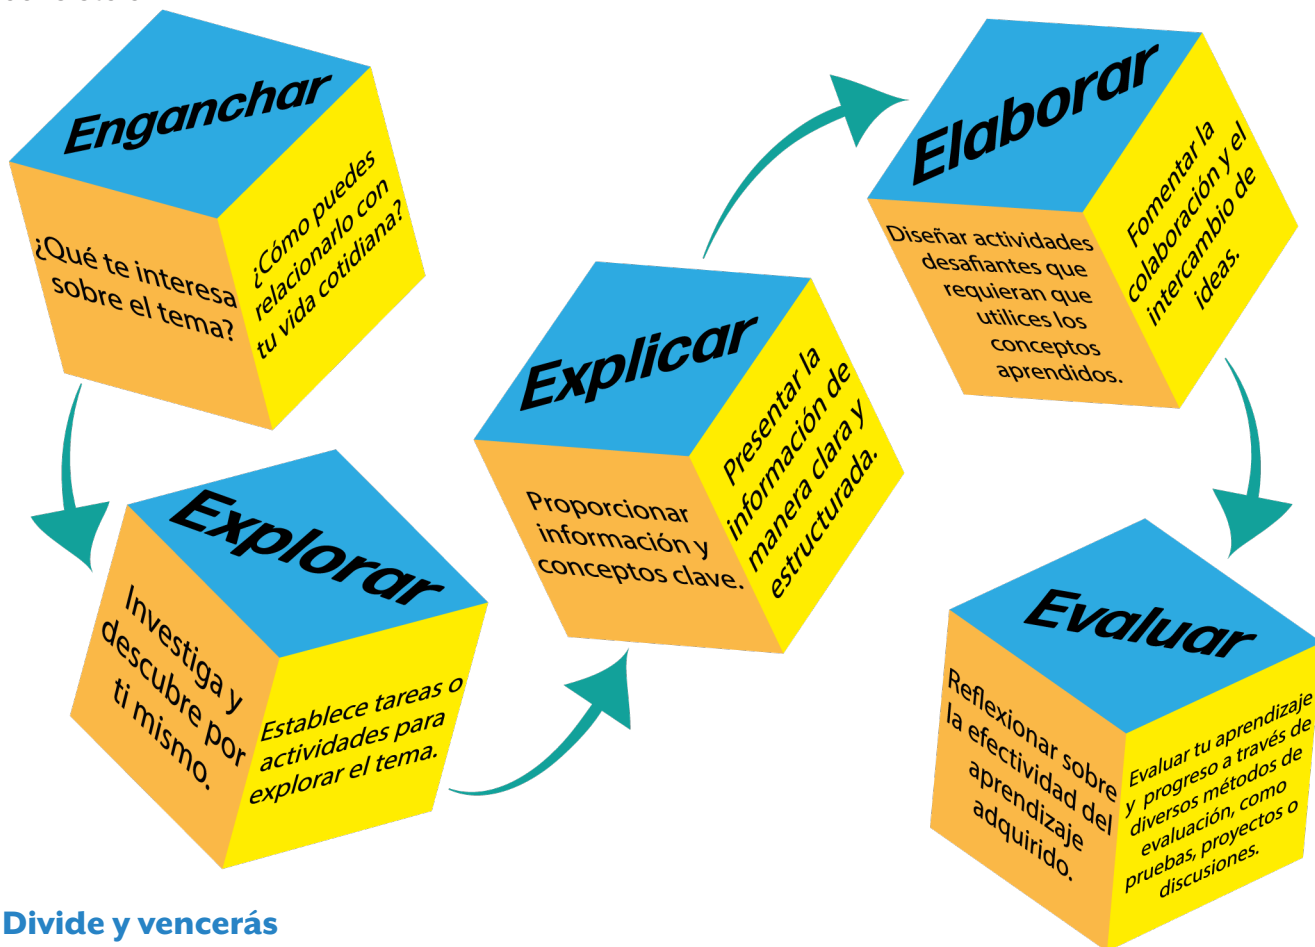 Enganchar
¿Qué te interesa
sobre el tema?
¿Cómo puedes
relacionarlo con
tu vida cotidiana?
Explorar
Investiga y
descubre por
ti mismo.
Establece tareas o
actividades para
explorar el tema.
Explicar
Proporcionar
información y
conceptos clave.
Presentar la
información de
manera clara y
estructurada.
Elaborar
Diseñar actividades
desafiantes que
requieran que
utilices los
conceptos
aprendidos.
Fomentar la
colaboración y el
intercambio de
ideas.
Evaluar
Reflexionar sobre
la efectividad del
aprendizaje
adquirido.
Evaluar tu aprendizaje
y progreso a través de
diversos métodos de
evaluación, como
pruebas, proyectos o
discusiones.
Divide y vencerás